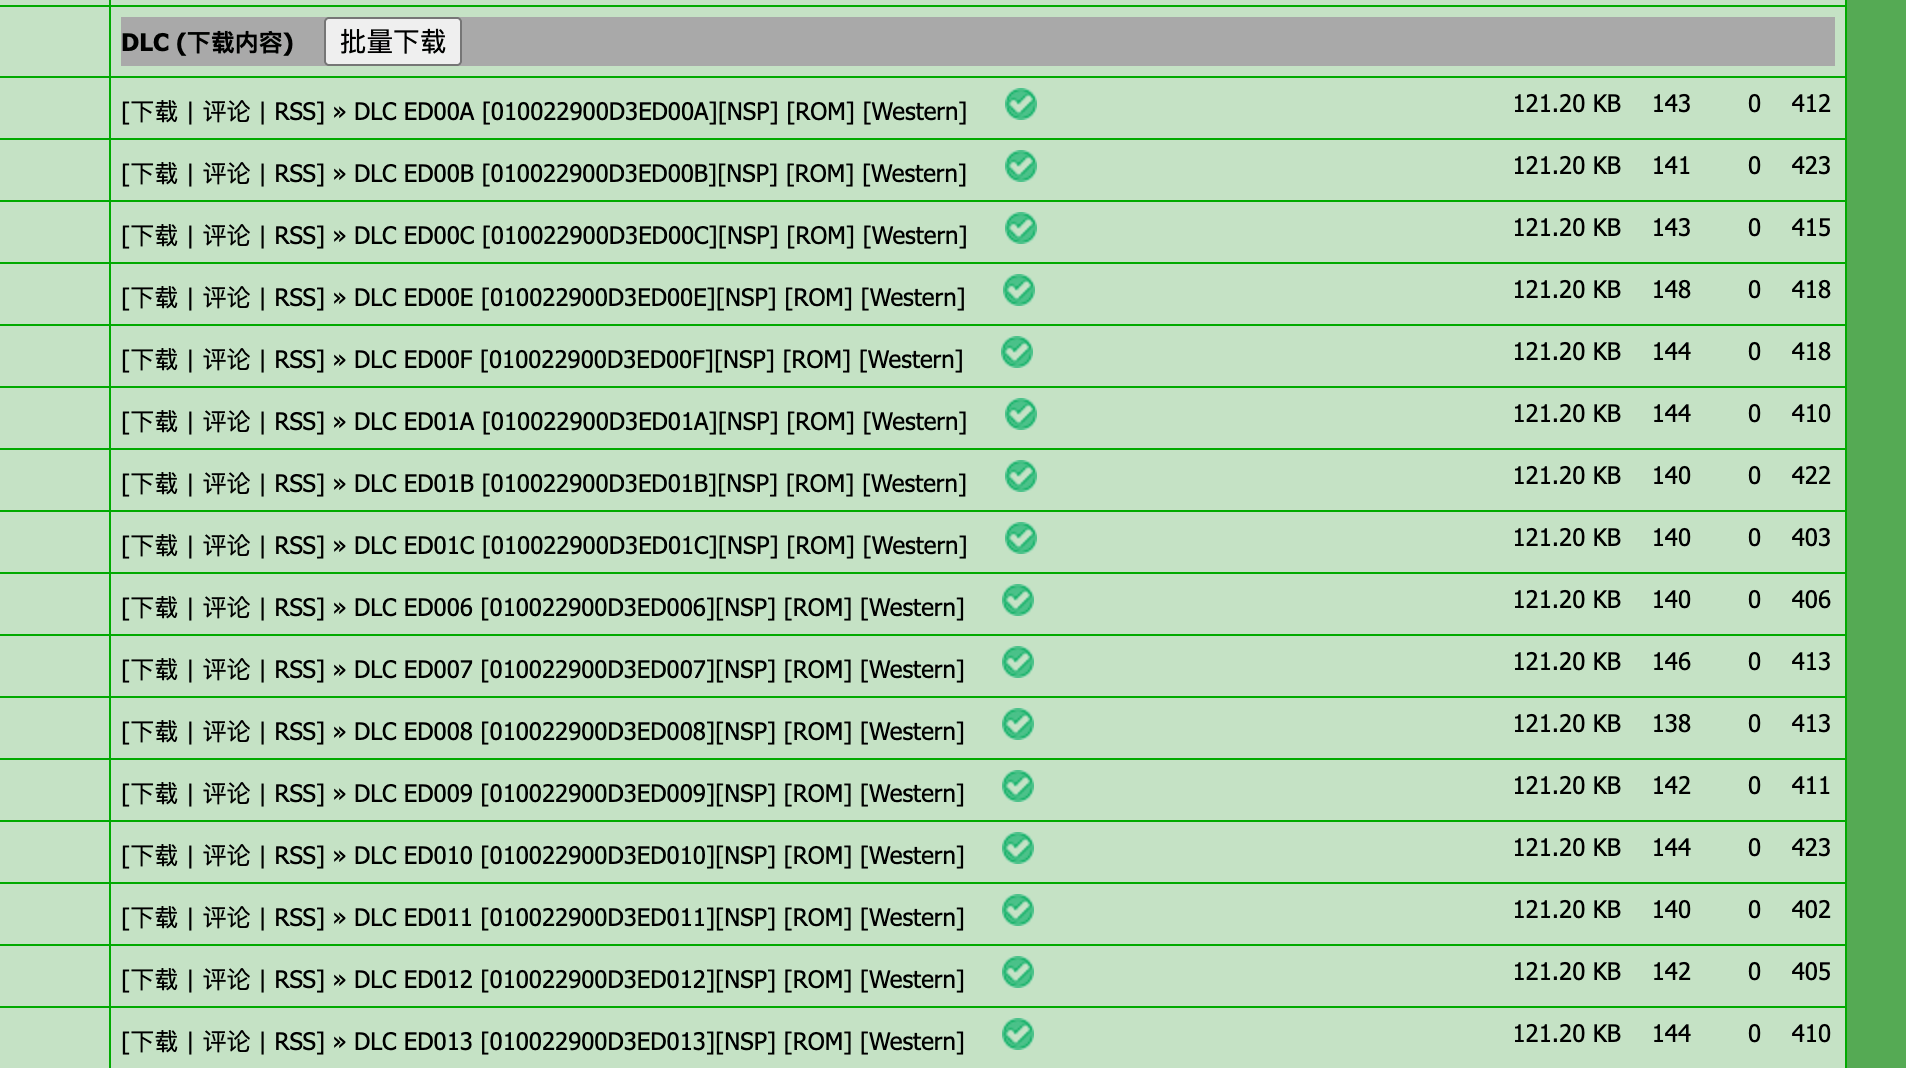 DLC (下载内容) 批量下载
[下载 | 评论 | RSS] » DLC ED00A [010022900D3ED00A][NSP] [ROM] [Western] 121.20 KB 143 0 412
[下载 | 评论 | RSS] » DLC ED00B [010022900D3ED00B][NSP] [ROM] [Western] 121.20 KB 141 0 423
[下载 | 评论 | RSS] » DLC ED00C [010022900D3ED00C][NSP] [ROM] [Western] 121.20 KB 143 0 415
[下载 | 评论 | RSS] » DLC ED00E [010022900D3ED00E][NSP] [ROM] [Western] 121.20 KB 148 0 418
[下载 | 评论 | RSS] » DLC ED00F [010022900D3ED00F][NSP] [ROM] [Western] 121.20 KB 144 0 418
[下载 | 评论 | RSS] » DLC ED01A [010022900D3ED01A][NSP] [ROM] [Western] 121.20 KB 144 0 410
[下载 | 评论 | RSS] » DLC ED01B [010022900D3ED01B][NSP] [ROM] [Western] 121.20 KB 140 0 422
[下载 | 评论 | RSS] » DLC ED01C [010022900D3ED01C][NSP] [ROM] [Western] 121.20 KB 140 0 403
[下载 | 评论 | RSS] » DLC ED006 [010022900D3ED006][NSP] [ROM] [Western] 121.20 KB 140 0 406
[下载 | 评论 | RSS] » DLC ED007 [010022900D3ED007][NSP] [ROM] [Western] 121.20 KB 146 0 413
[下载 | 评论 | RSS] » DLC ED008 [010022900D3ED008][NSP] [ROM] [Western] 121.20 KB 138 0 413
[下载 | 评论 | RSS] » DLC ED009 [010022900D3ED009][NSP] [ROM] [Western] 121.20 KB 142 0 411
[下载 | 评论 | RSS] » DLC ED010 [010022900D3ED010][NSP] [ROM] [Western] 121.20 KB 144 0 423
[下载 | 评论 | RSS] » DLC ED011 [010022900D3ED011][NSP] [ROM] [Western] 121.20 KB 140 0 402
[下载 | 评论 | RSS] » DLC ED012 [010022900D3ED012][NSP] [ROM] [Western] 121.20 KB 142 0 405
[下载 | 评论 | RSS] » DLC ED013 [010022900D3ED013][NSP] [ROM] [Western] 121.20 KB 144 0 410